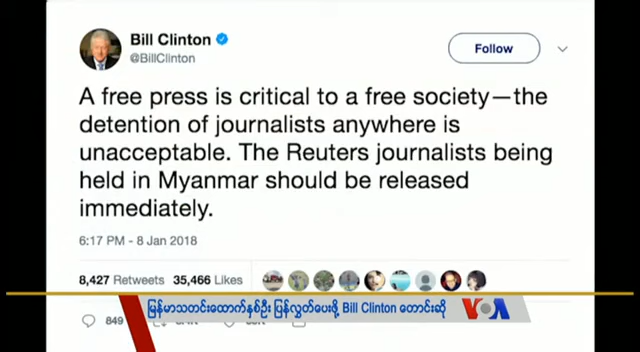 Bill Clinton
@BillClinton
Follow
A free press is critical to a free society—the
detention of journalists anywhere is
unacceptable. The Reuters journalists being
held in Myanmar should be released
immediately.
6:17 PM - 8 Jan 2018
8,427 Retweets 35,466 Likes
မြန်မာသတင်းထောက်နှစ်ဦး ပြန်လွှတ်ပေးဖို့ Bill Clinton တောင်းဆို
VOA
849